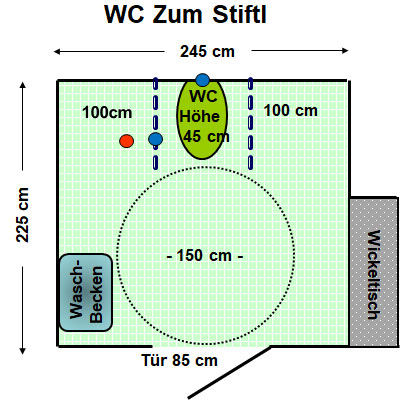 WC Zum Stiftl
245 cm
100cm
WC
Höhe
45 cm
100 cm
225 cm
- 150 cm -
Wasch-
Becken
Wickeltisch
Tür 85 cm